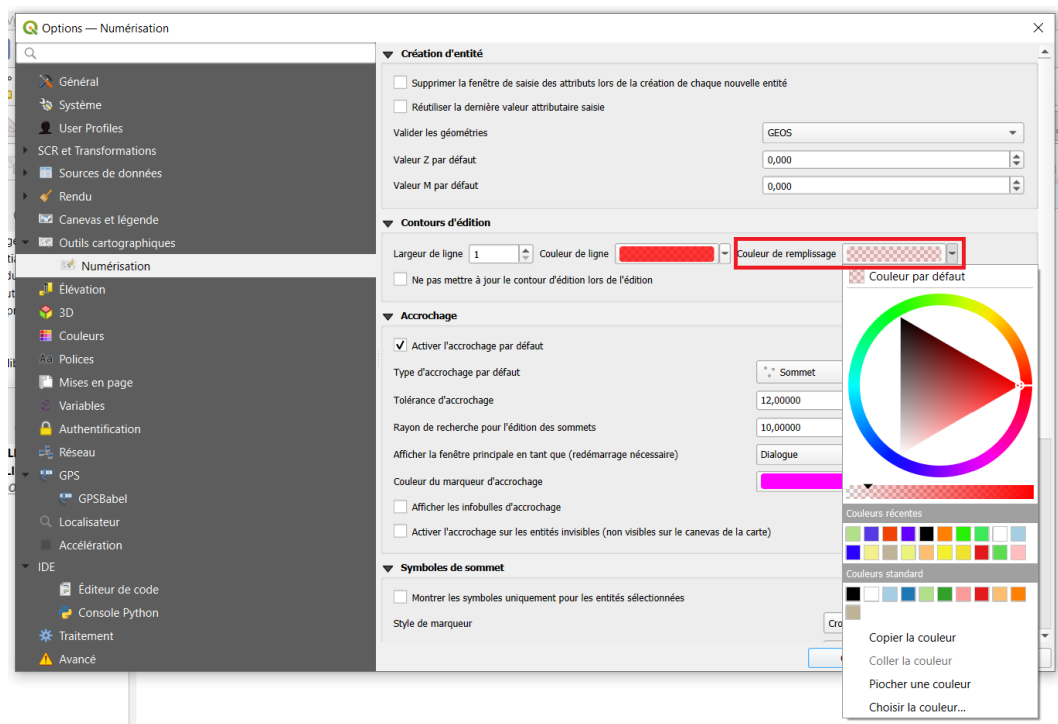 Options — Numérisation
Général
Système
User Profiles
SCR et Transformations
Sources de données
Rendu
Canevas et légende
Outils cartographiques
Numérisation
Élévation
3D
Couleurs
Aa Polices
Mises en page
Variables
Authentification
Réseau
GPS
GPSBabel
Localisateur
Accélération
IDE
Éditeur de code
Console Python
Traitement
Avancé
Création d'entité
Supprimer la fenêtre de saisie des attributs lors de la création de chaque nouvelle entité
Réutiliser la dernière valeur attributaire saisie
Valider les géométries GEOS
Valeur Z par défaut 0,000
Valeur M par défaut 0,000
Contours d'édition
Largeur de ligne 1 Couleur de ligne Couleur de remplissage
Ne pas mettre à jour le contour d'édition lors de l'édition
Accrochage
Activer l'accrochage par défaut
Type d'accrochage par défaut Sommet
Tolérance d'accrochage 12,00000
Rayon de recherche pour l'édition des sommets 10,00000
Afficher la fenêtre principale en tant que (redémarrage nécessaire) Dialogue
Couleur du marqueur d'accrochage
Afficher les infobulles d'accrochage
Activer l'accrochage sur les entités invisibles (non visibles sur le canevas de la carte)
Symboles de sommet
Montrer les symboles uniquement pour les entités sélectionnées
Style de marqueur Cro
Couleur par défaut
Couleurs récentes
Couleurs standard
Copier la couleur
Coller la couleur
Piocher une couleur
Choisir la couleur...